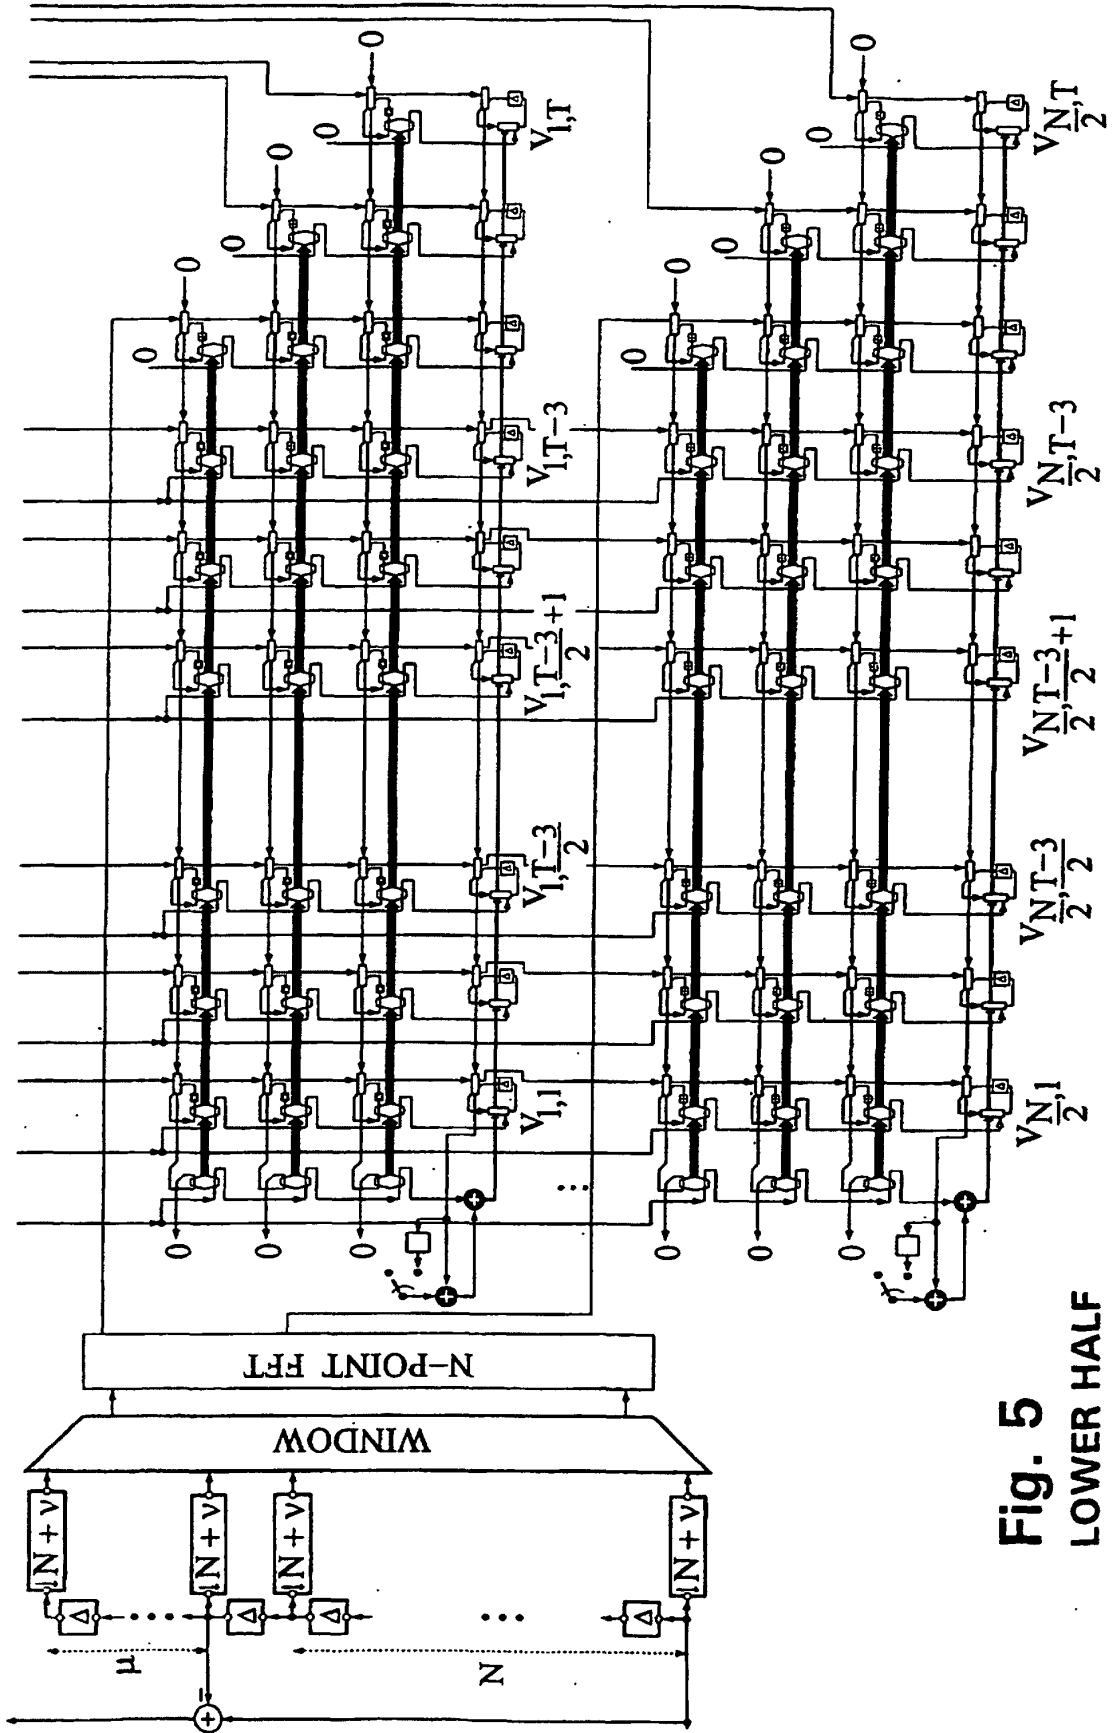 0
0
0
0
0
0
V1,T
V1,T−3
V1,T−3/2+1
V1,T−3/2
V1,1
0
0
0
...
0
0
0
0
0
0
VN/2,T
VN/2,T−3
VN/2,T−3/2+1
VN/2,T−3/2
VN/2,1
0
0
0
N−POINT FFT
WINDOW
↓N + ν
↓N + ν
↓N + ν
↓N + ν
Δ
Δ
Δ
Δ
...
...
μ
N
−
+
+
+
+
+
Fig. 5
LOWER HALF